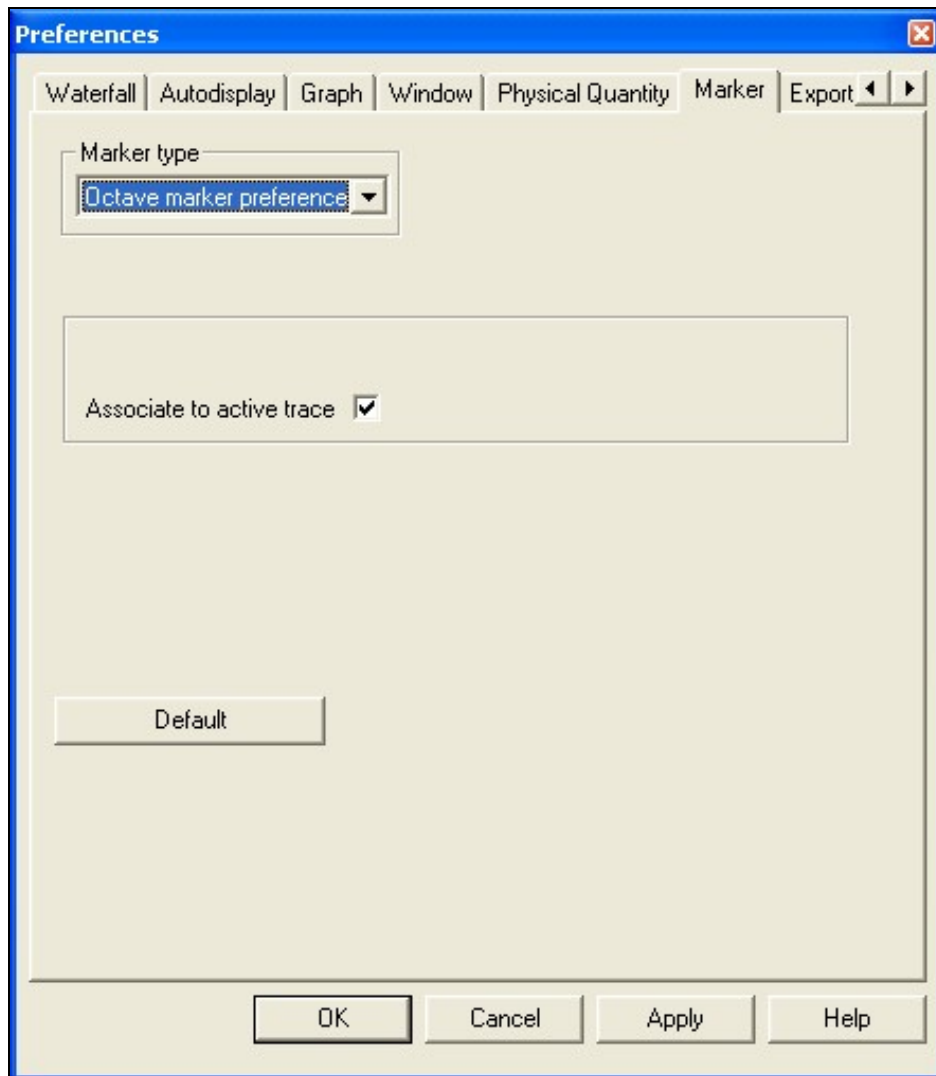 Preferences
Waterfall Autodisplay Graph Window Physical Quantity Marker Export
Marker type
Octave marker preference
Associate to active trace
Default
OK Cancel Apply Help